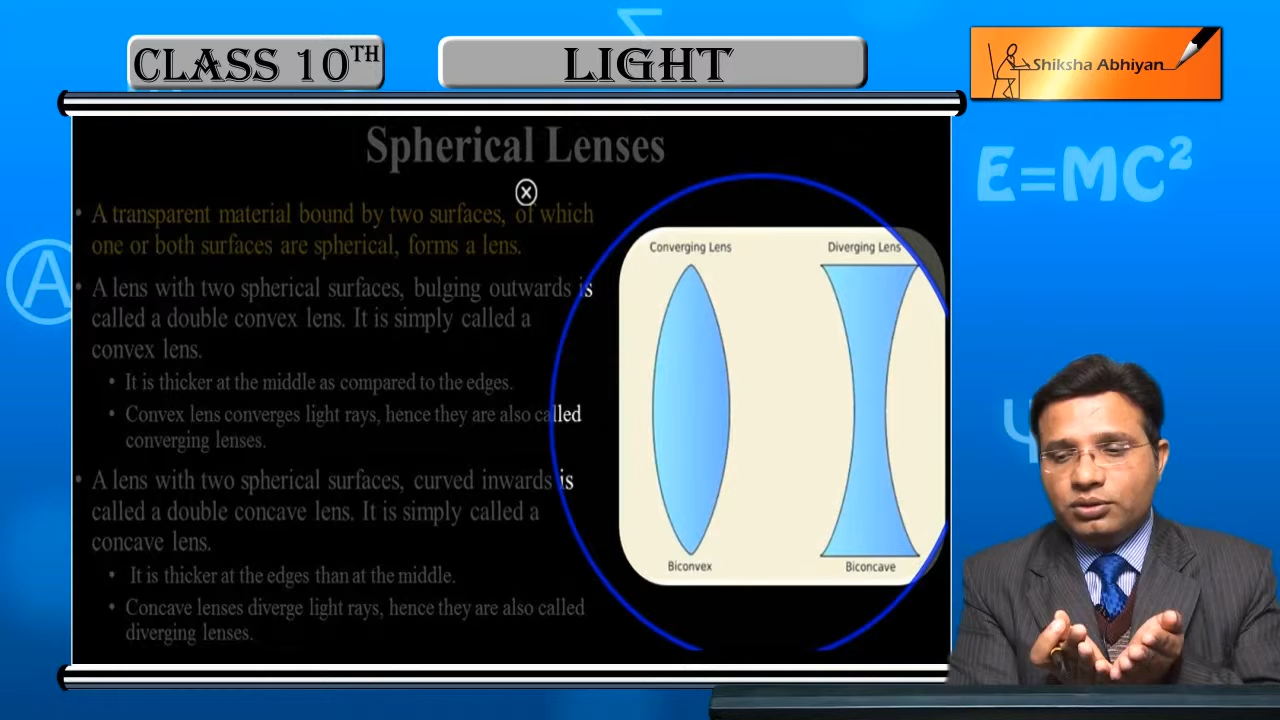 CLASS 10TH
LIGHT
Shiksha Abhiyan
E=MC²
A
Spherical Lenses
• A transparent material bound by two surfaces, of which
one or both surfaces are spherical, forms a lens.
• A lens with two spherical surfaces, bulging outwards is
called a double convex lens. It is simply called a
convex lens.
• It is thicker at the middle as compared to the edges.
• Convex lens converges light rays, hence they are also called
converging lenses.
• A lens with two spherical surfaces, curved inwards is
called a double concave lens. It is simply called a
concave lens.
• It is thicker at the edges than at the middle.
• Concave lenses diverge light rays, hence they are also called
diverging lenses.
Converging Lens
Diverging Lens
Biconvex
Biconcave